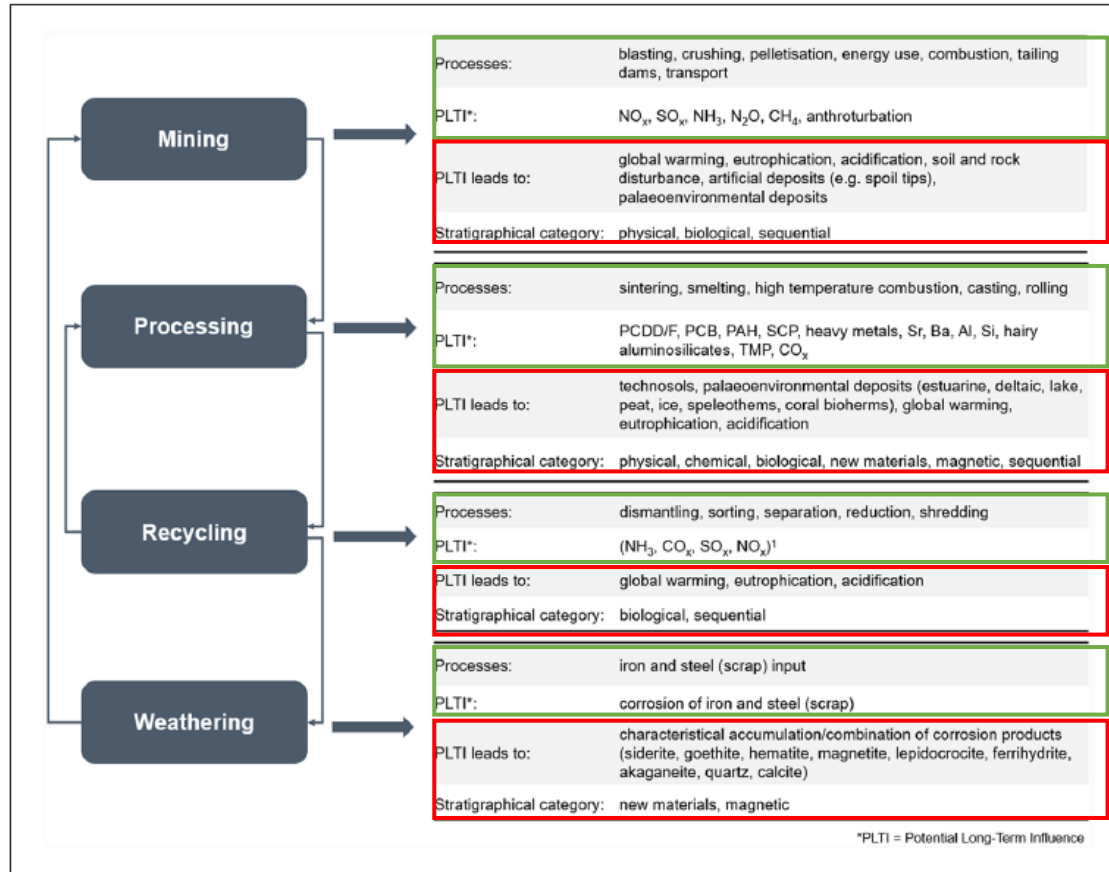 Mining
Processes: blasting, crushing, pelletisation, energy use, combustion, tailing
dams, transport
PLTI*: NOₓ, SOₓ, NH₃, N₂O, CH₄, anthroturbation
global warming, eutrophication, acidification, soil and rock
PLTI leads to: disturbance, artificial deposits (e.g. spoil tips),
palaeoenvironmental deposits
Stratigraphical category: physical, biological, sequential
Processing
Processes: sintering, smelting, high temperature combustion, casting, rolling
PCDD/F, PCB, PAH, SCP, heavy metals, Sr, Ba, Al, Si, hairy
PLTI*: aluminosilicates, TMP, COₓ
technosols, palaeoenvironmental deposits (estuarine, deltaic, lake,
PLTI leads to: peat, ice, speleothems, coral bioherms), global warming,
eutrophication, acidification
Stratigraphical category: physical, chemical, biological, new materials, magnetic, sequential
Recycling
Processes: dismantling, sorting, separation, reduction, shredding
PLTI*: (NH₃, COₓ, SOₓ, NOₓ)¹
PLTI leads to: global warming, eutrophication, acidification
Stratigraphical category: biological, sequential
Weathering
Processes: iron and steel (scrap) input
PLTI*: corrosion of iron and steel (scrap)
characteristical accumulation/combination of corrosion products
PLTI leads to: (siderite, goethite, hematite, magnetite, lepidocrocite, ferrihydrite,
akaganeite, quartz, calcite)
Stratigraphical category: new materials, magnetic
*PLTI = Potential Long-Term Influence